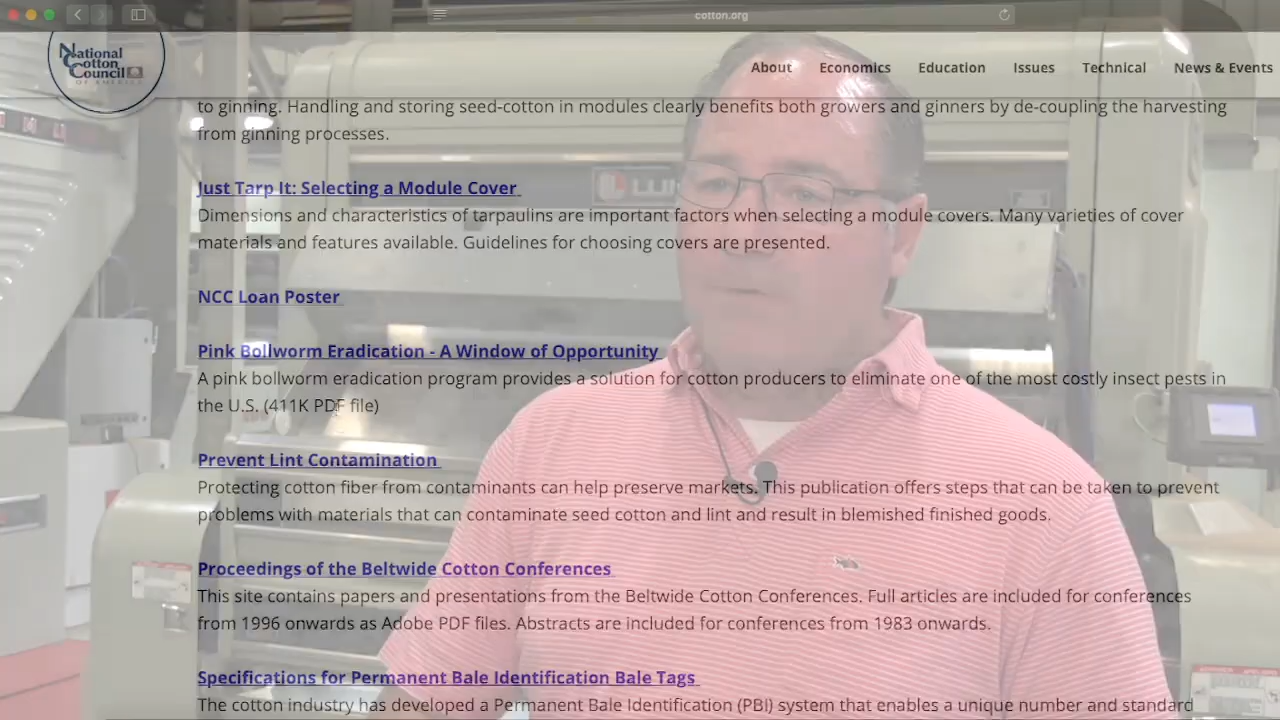 cotton.org
National
Cotton
Council
OF AMERICA
About Economics Education Issues Technical News & Events
to ginning. Handling and storing seed-cotton in modules clearly benefits both growers and ginners by de-coupling the harvesting
from ginning processes.
Just Tarp It: Selecting a Module Cover
Dimensions and characteristics of tarpaulins are important factors when selecting a module covers. Many varieties of cover
materials and features available. Guidelines for choosing covers are presented.
NCC Loan Poster
Pink Bollworm Eradication - A Window of Opportunity
A pink bollworm eradication program provides a solution for cotton producers to eliminate one of the most costly insect pests in
the U.S. (411K PDF file)
Prevent Lint Contamination
Protecting cotton fiber from contaminants can help preserve markets. This publication offers steps that can be taken to prevent
problems with materials that can contaminate seed cotton and lint and result in blemished finished goods.
Proceedings of the Beltwide Cotton Conferences
This site contains papers and presentations from the Beltwide Cotton Conferences. Full articles are included for conferences
from 1996 onwards as Adobe PDF files. Abstracts are included for conferences from 1983 onwards.
Specifications for Permanent Bale Identification Bale Tags
The cotton industry has developed a Permanent Bale Identification (PBI) system that enables a unique number and standard